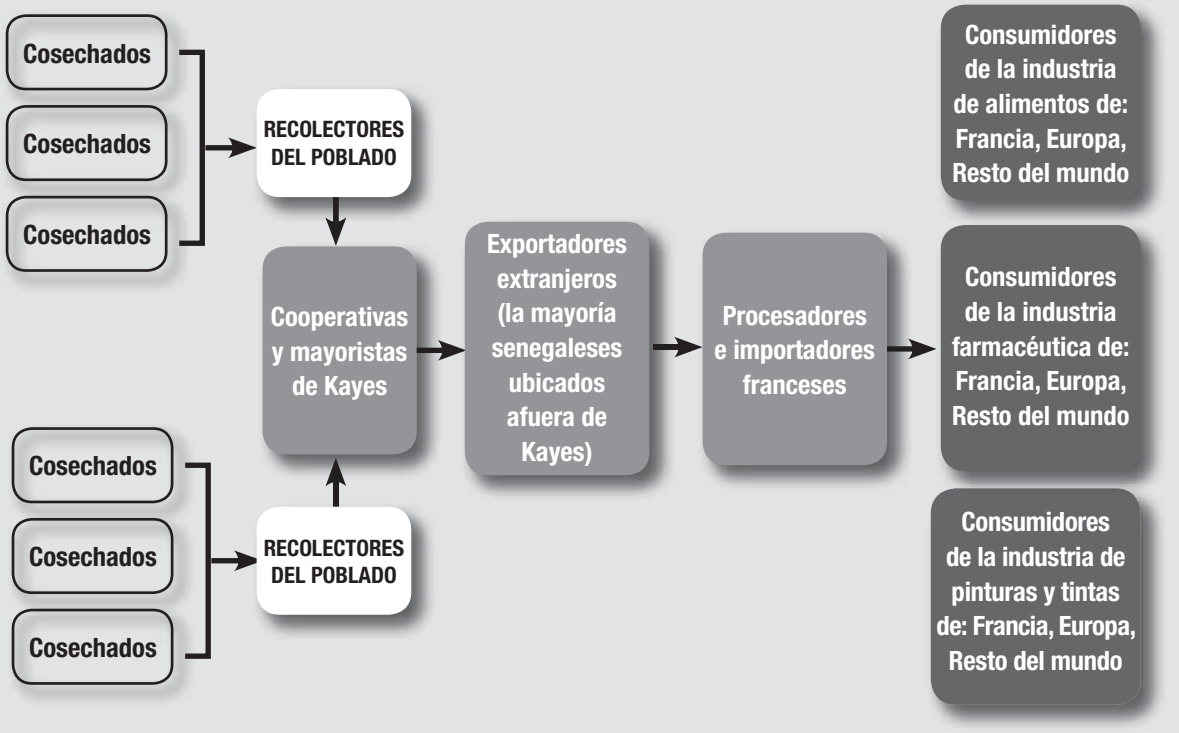 Cosechados
Cosechados
Cosechados
RECOLECTORES
DEL POBLADO
Cooperativas
y mayoristas
de Kayes
Exportadores
extranjeros
(la mayoría
senegaleses
ubicados
afuera de
Kayes)
Procesadores
e importadores
franceses
Consumidores
de la industria
de alimentos de:
Francia, Europa,
Resto del mundo
Consumidores
de la industria
farmacéutica de:
Francia, Europa,
Resto del mundo
Consumidores
de la industria de
pinturas y tintas
de: Francia, Europa,
Resto del mundo
Cosechados
Cosechados
Cosechados
RECOLECTORES
DEL POBLADO